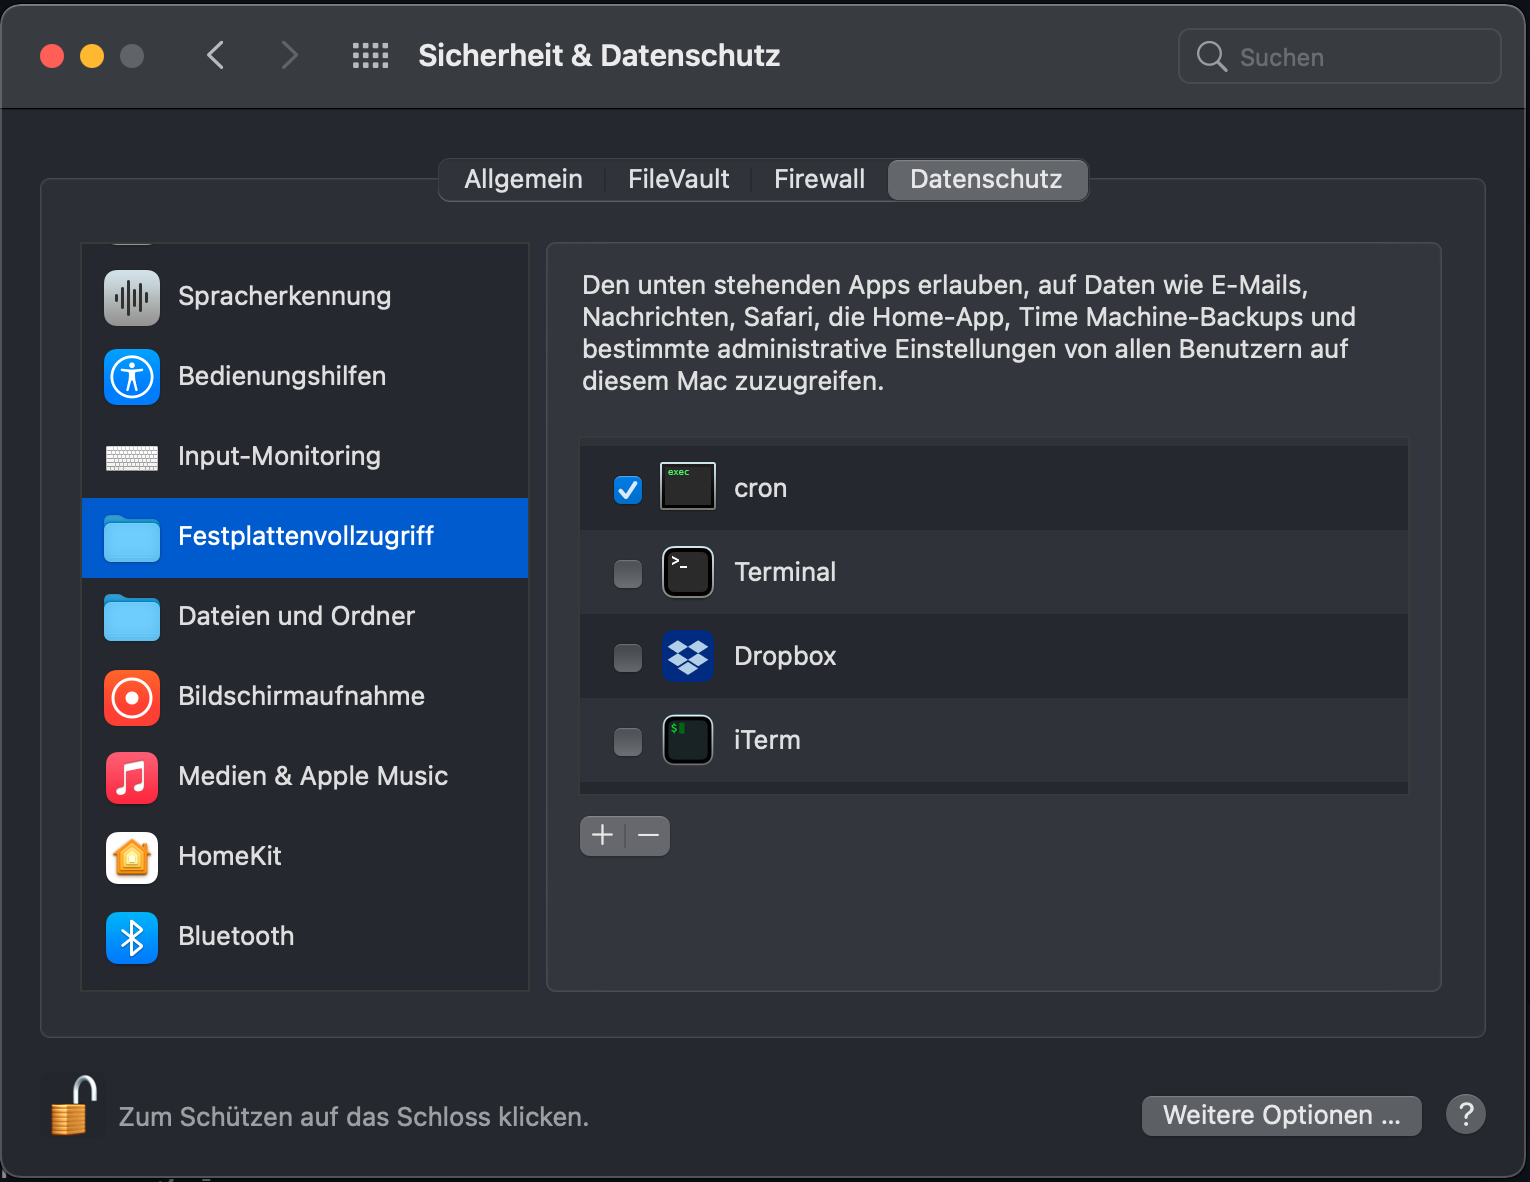 Sicherheit & Datenschutz
Suchen
Allgemein
FileVault
Firewall
Datenschutz
Spracherkennung
Bedienungshilfen
Input-Monitoring
Festplattenvollzugriff
Dateien und Ordner
Bildschirmaufnahme
Medien & Apple Music
HomeKit
Bluetooth
Den unten stehenden Apps erlauben, auf Daten wie E-Mails,
Nachrichten, Safari, die Home-App, Time Machine-Backups und
bestimmte administrative Einstellungen von allen Benutzern auf
diesem Mac zuzugreifen.
exec
cron
>_
Terminal
Dropbox
$
iTerm
+ −
Zum Schützen auf das Schloss klicken.
Weitere Optionen ...
?